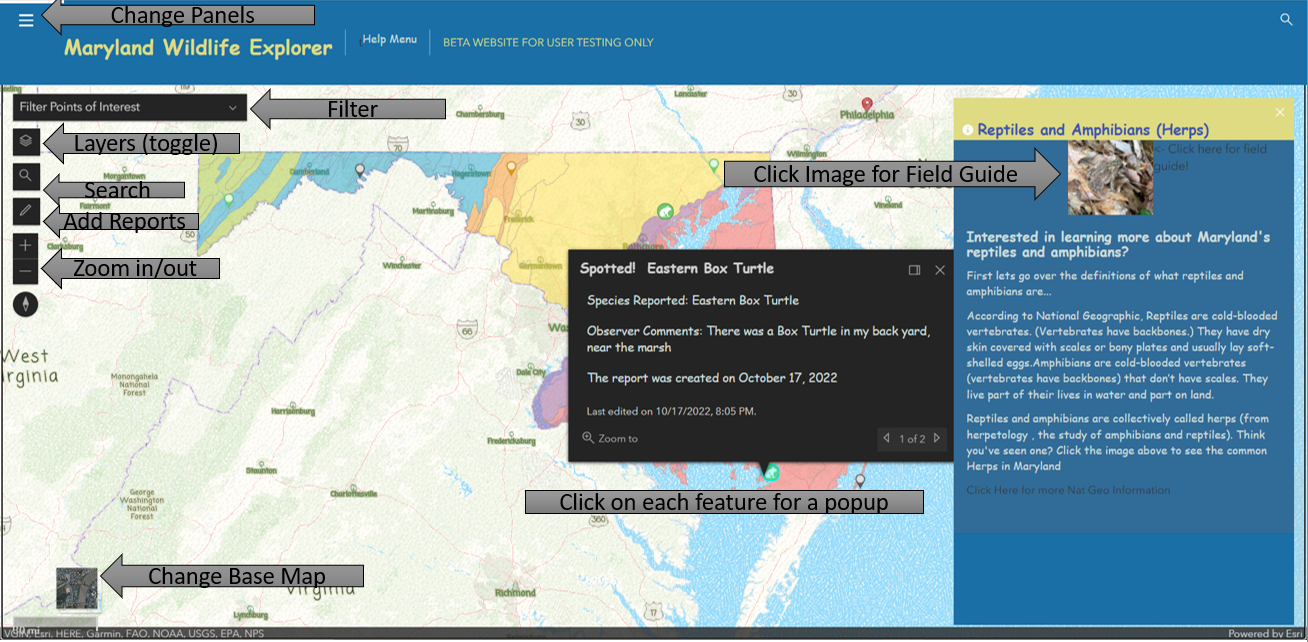 Change Panels
Maryland Wildlife Explorer
Help Menu
BETA WEBSITE FOR USER TESTING ONLY
Filter Points of Interest
Filter
Layers (toggle)
Search
Add Reports
Zoom in/out
Lancaster
30
Philadelphia
Chambersburg
30
70
Wilmington
Morgantown
Cumberland
Hagerstown
Fairmont
Martinsburg
Frederick
Vineland
50
Clarksburg
Baltimore
Winchester
Germantown
66
West
Virginia
Monongahela
National
Forest
Dale City
Harrisonburg
Fredericksburg
Staunton
Charlottesville
George
Washington
National
Forest
360
Richmond
Lynchburg
17
Virginia
Click Image for Field Guide
Spotted! Eastern Box Turtle
Species Reported: Eastern Box Turtle
Observer Comments: There was a Box Turtle in my back yard,
near the marsh
The report was created on October 17, 2022
Last edited on 10/17/2022, 8:05 PM.
Zoom to
1 of 2
Click on each feature for a popup
Change Base Map
Reptiles and Amphibians (Herps)
<- Click here for field
guide!
Interested in learning more about Maryland's
reptiles and amphibians?
First lets go over the definitions of what reptiles and
amphibians are...
According to National Geographic, Reptiles are cold-blooded
vertebrates. (Vertebrates have backbones.) They have dry
skin covered with scales or bony plates and usually lay soft-
shelled eggs.Amphibians are cold-blooded vertebrates
(vertebrates have backbones) that don't have scales. They
live part of their lives in water and part on land.
Reptiles and amphibians are collectively called herps (from
herpetology , the study of amphibians and reptiles). Think
you've seen one? Click the image above to see the common
Herps in Maryland
Click Here for more Nat Geo Information
VGIN, Esri, HERE, Garmin, FAO, NOAA, USGS, EPA, NPS
Powered by Esri